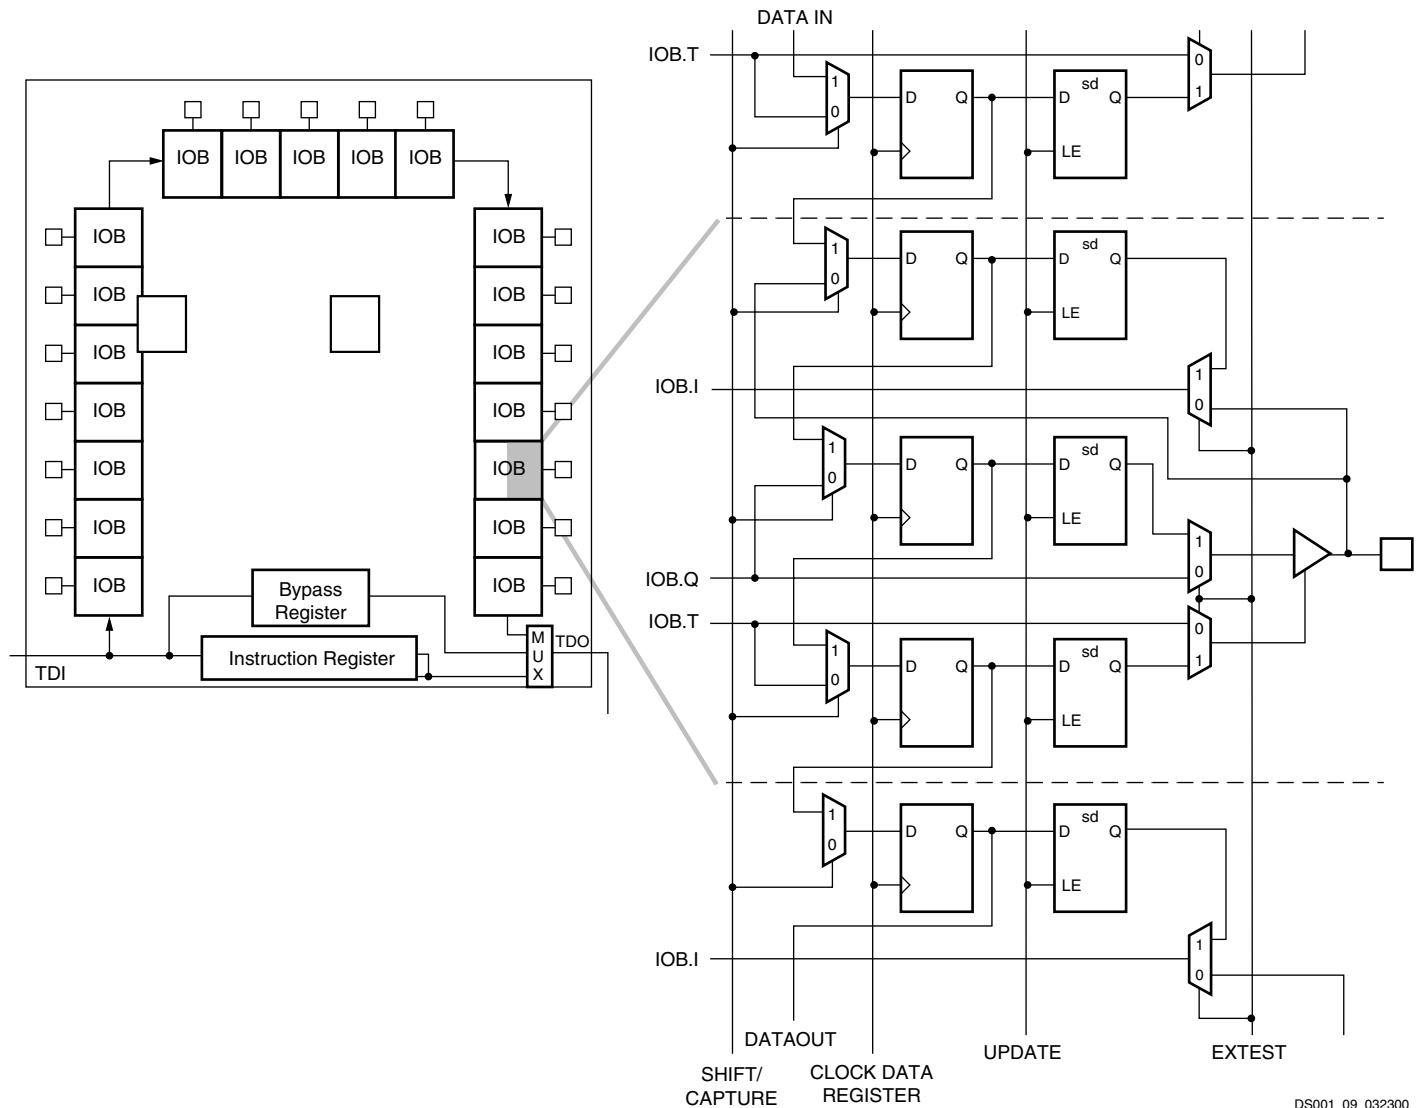 DATA IN
IOB.T
1
0
D Q
sd
D Q
LE
0
1
IOB IOB IOB IOB IOB
IOB
IOB
IOB
IOB
IOB
IOB
IOB
IOB
IOB
IOB
IOB
IOB
IOB
IOB
Bypass
Register
Instruction Register
M
U
X
TDI
TDO
1
0
D Q
sd
D Q
LE
IOB.I
1
0
1
0
D Q
sd
D Q
LE
1
0
IOB.Q
IOB.T
0
1
1
0
D Q
sd
D Q
LE
1
0
D Q
sd
D Q
LE
IOB.I
1
0
DATAOUT
UPDATE
EXTEST
SHIFT/
CAPTURE
CLOCK DATA
REGISTER
DS001_09_032300